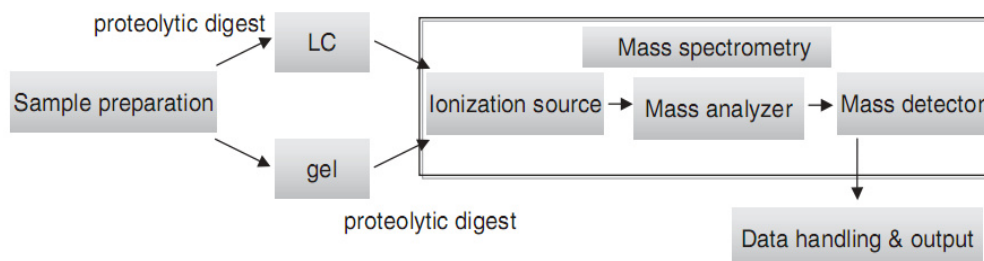 proteolytic digest
LC
Mass spectrometry
Sample preparation
Ionization source
Mass analyzer
Mass detector
gel
proteolytic digest
Data handling & output